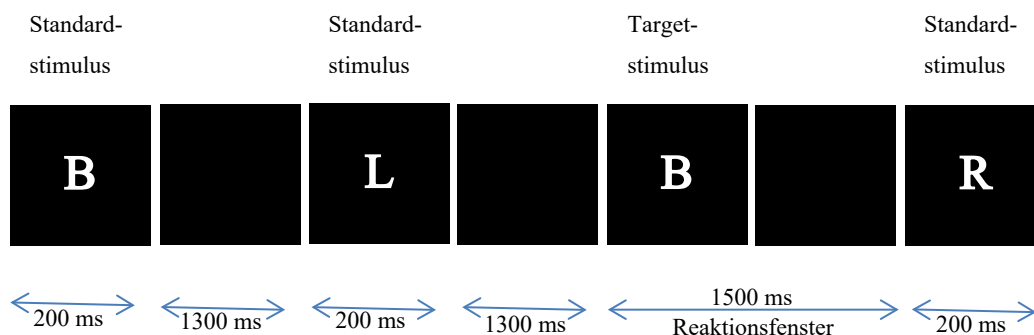 Standard-
stimulus
Standard-
stimulus
Target-
stimulus
Standard-
stimulus
B
L
B
R
200 ms
1300 ms
200 ms
1300 ms
1500 ms
Reaktionsfenster
200 ms